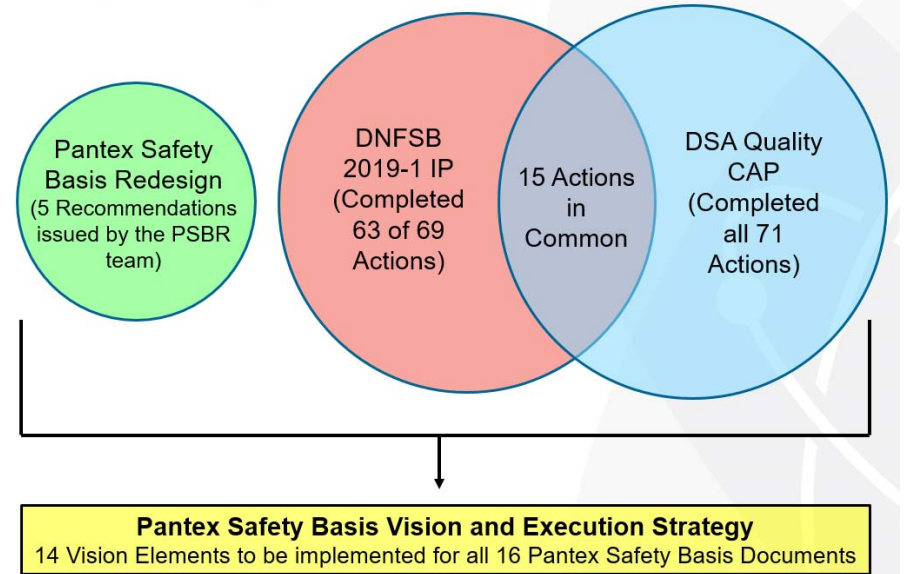 Pantex Safety
Basis Redesign
(5 Recommendations
issued by the PSBR
team)
DNFSB
2019-1 IP
(Completed
63 of 69
Actions)
15 Actions
in
Common
DSA Quality
CAP
(Completed
all 71
Actions)
Pantex Safety Basis Vision and Execution Strategy
14 Vision Elements to be implemented for all 16 Pantex Safety Basis Documents